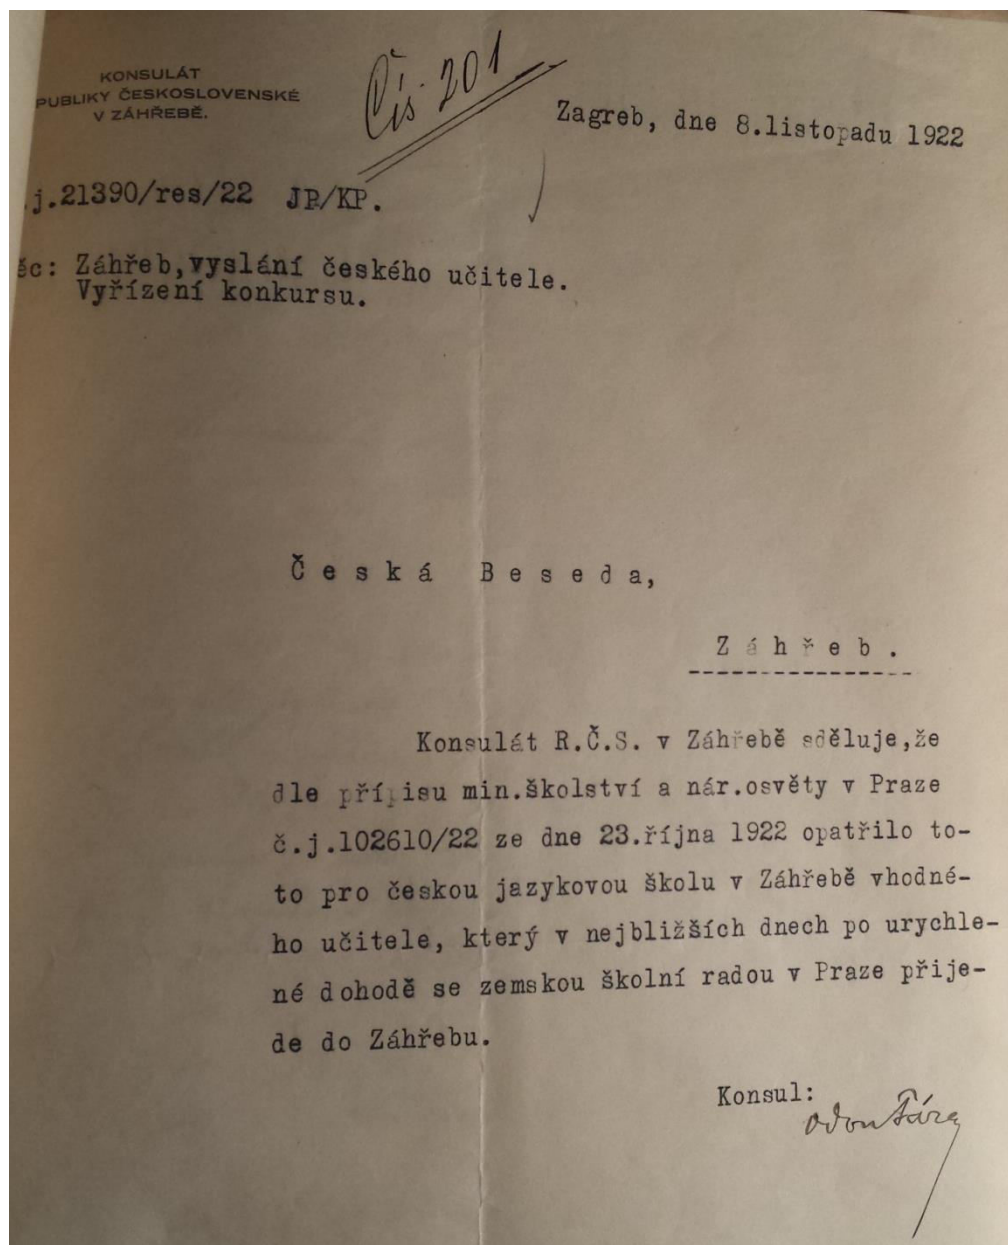 KONSULÁT
PUBLIKY ČESKOSLOVENSKÉ
V ZÁHŘEBĚ.
Čís. 201
Zagreb, dne 8.listopadu 1922
.j.21390/res/22 JP/KP.
ěc: Záhřeb,vyslání českého učitele.
Vyřízení konkursu.
Česká Beseda,
Záhřeb.
Konsulát R.Č.S. v Záhřebě sděluje,že
dle přípisu min.školství a nár.osvěty v Praze
č.j.102610/22 ze dne 23.října 1922 opatřilo to-
to pro českou jazykovou školu v Záhřebě vhodné-
ho učitele, který v nejbližších dnech po urychle-
né dohodě se zemskou školní radou v Praze přije-
de do Záhřebu.
Konsul: